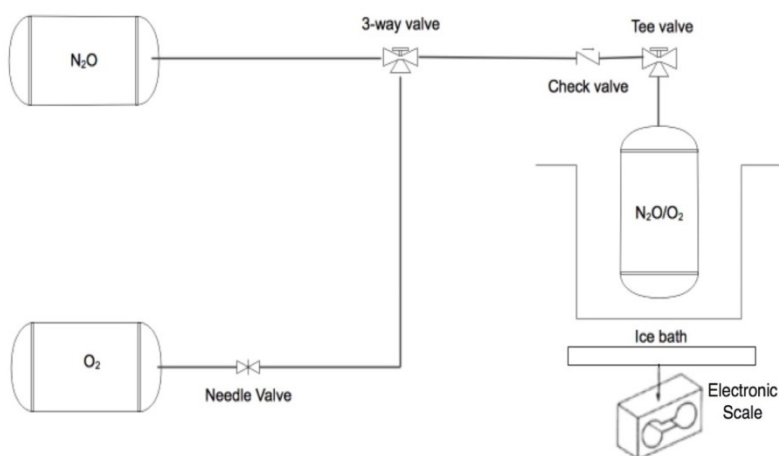 3-way valve
Tee valve
N₂O
Check valve
N₂O/O₂
Ice bath
O₂
Needle Valve
Electronic
Scale